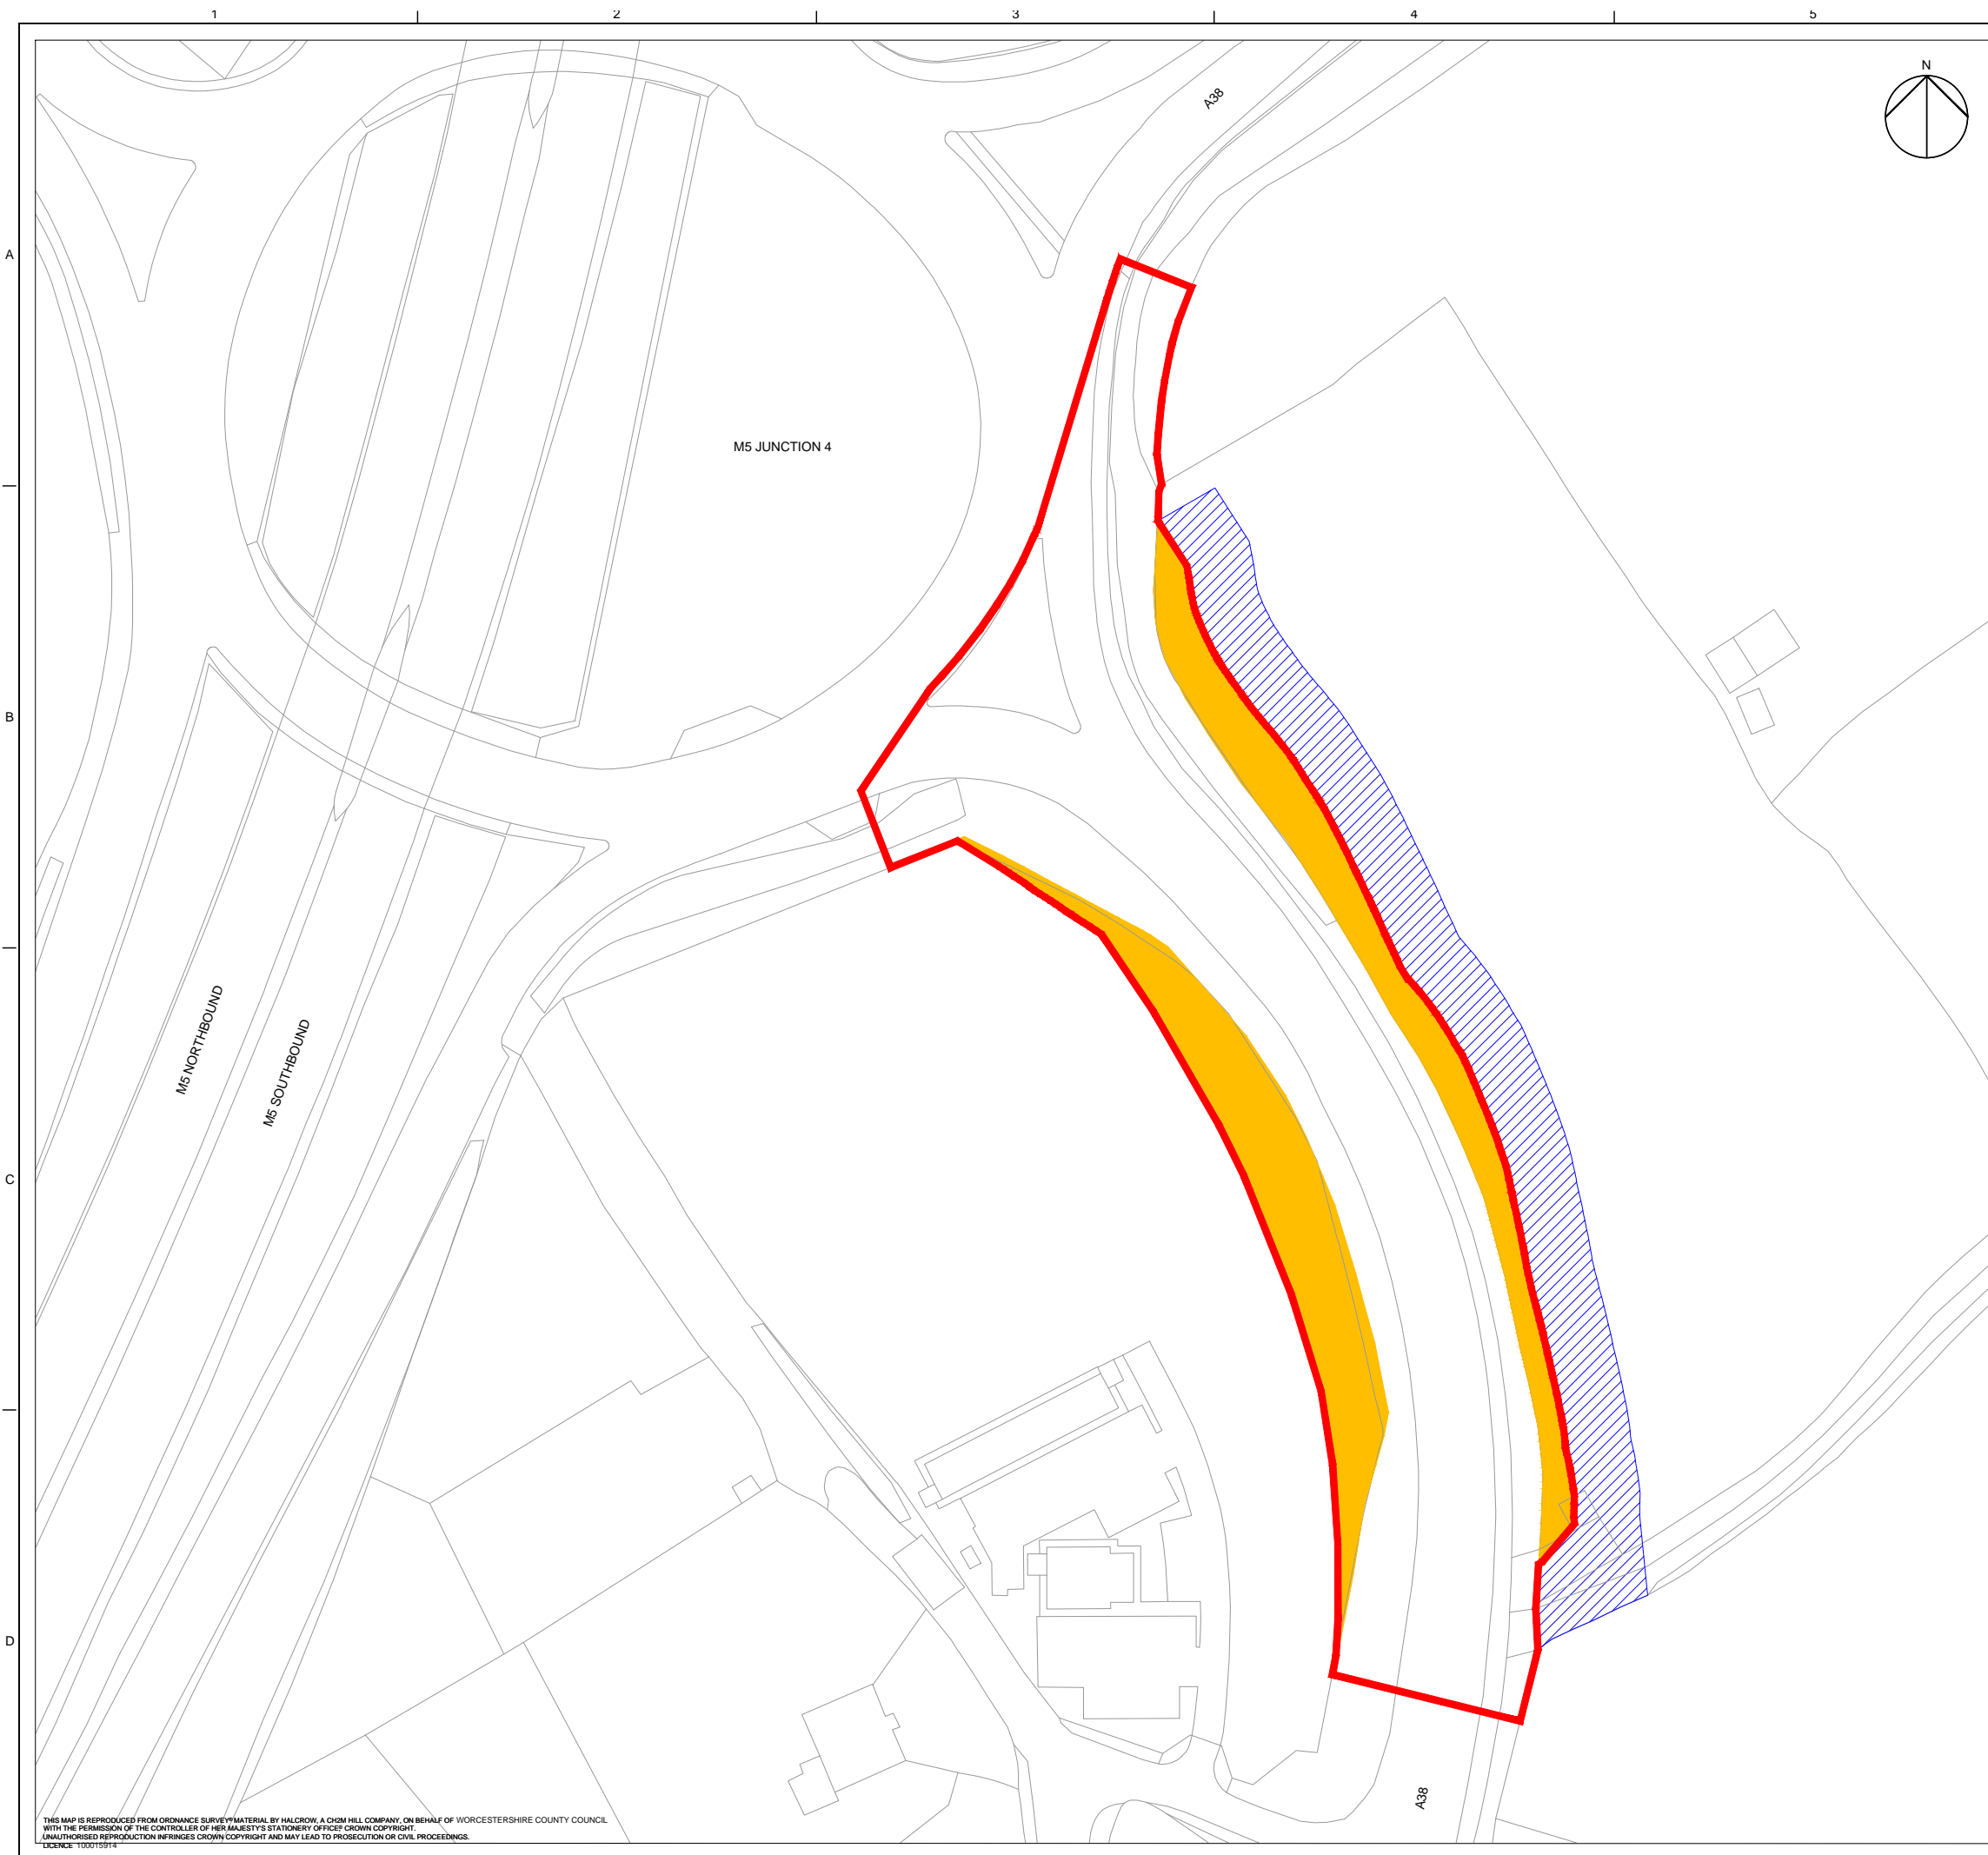 1 2 3 4 5
N
A38
A
M5 JUNCTION 4
B
M5 NORTHBOUND
M5 SOUTHBOUND
C
D
A38
THIS MAP IS REPRODUCED FROM ORDNANCE SURVEY® MATERIAL BY HALCROW, A CH2M HILL COMPANY, ON BEHALF OF WORCESTERSHIRE COUNTY COUNCIL
WITH THE PERMISSION OF THE CONTROLLER OF HER MAJESTY'S STATIONERY OFFICE® CROWN COPYRIGHT.
UNAUTHORISED REPRODUCTION INFRINGES CROWN COPYRIGHT AND MAY LEAD TO PROSECUTION OR CIVIL PROCEEDINGS.
LICENCE 100015914